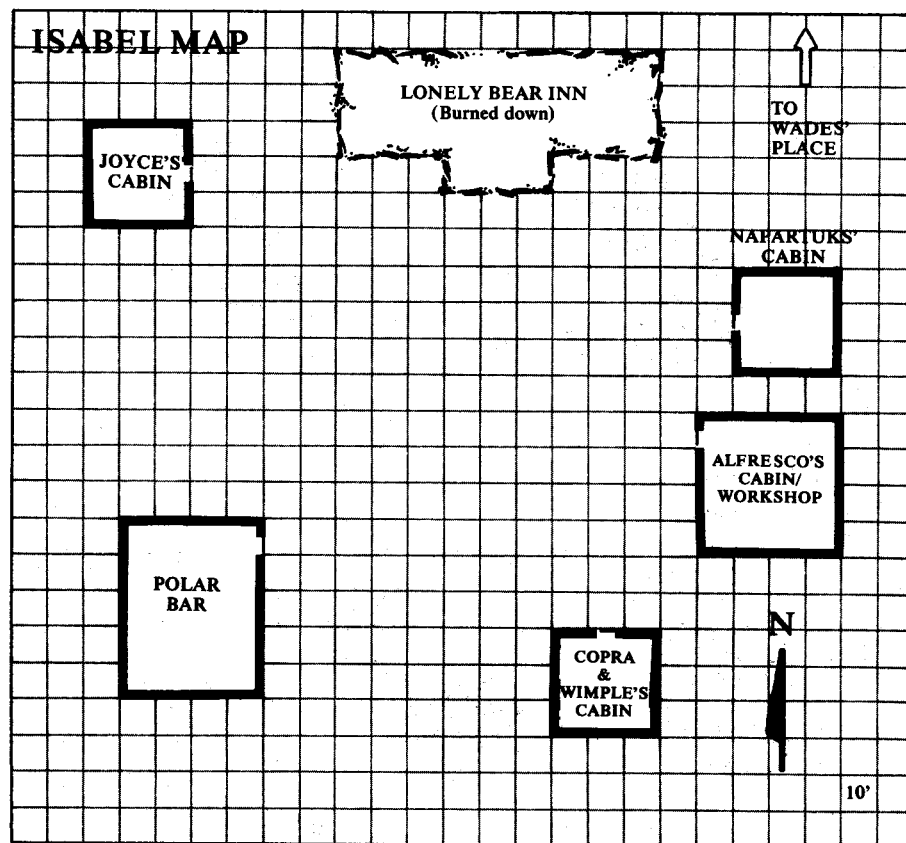 ISABEL MAP
LONELY BEAR INN
(Burned down)
TO
WADES'
PLACE
JOYCE'S
CABIN
NAPARTUKS'
CABIN
ALFRESCO'S
CABIN/
WORKSHOP
POLAR
BAR
N
COPRA
&
WIMPLE'S
CABIN
10'